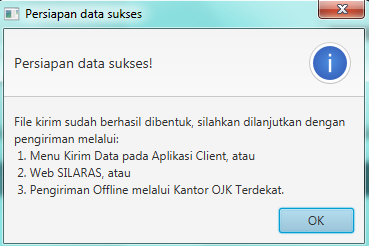 Persiapan data sukses
Persiapan data sukses!
File kirim sudah berhasil dibentuk, silahkan dilanjutkan dengan
pengiriman melalui:
1. Menu Kirim Data pada Aplikasi Client, atau
2. Web SILARAS, atau
3. Pengiriman Offline melalui Kantor OJK Terdekat.
OK